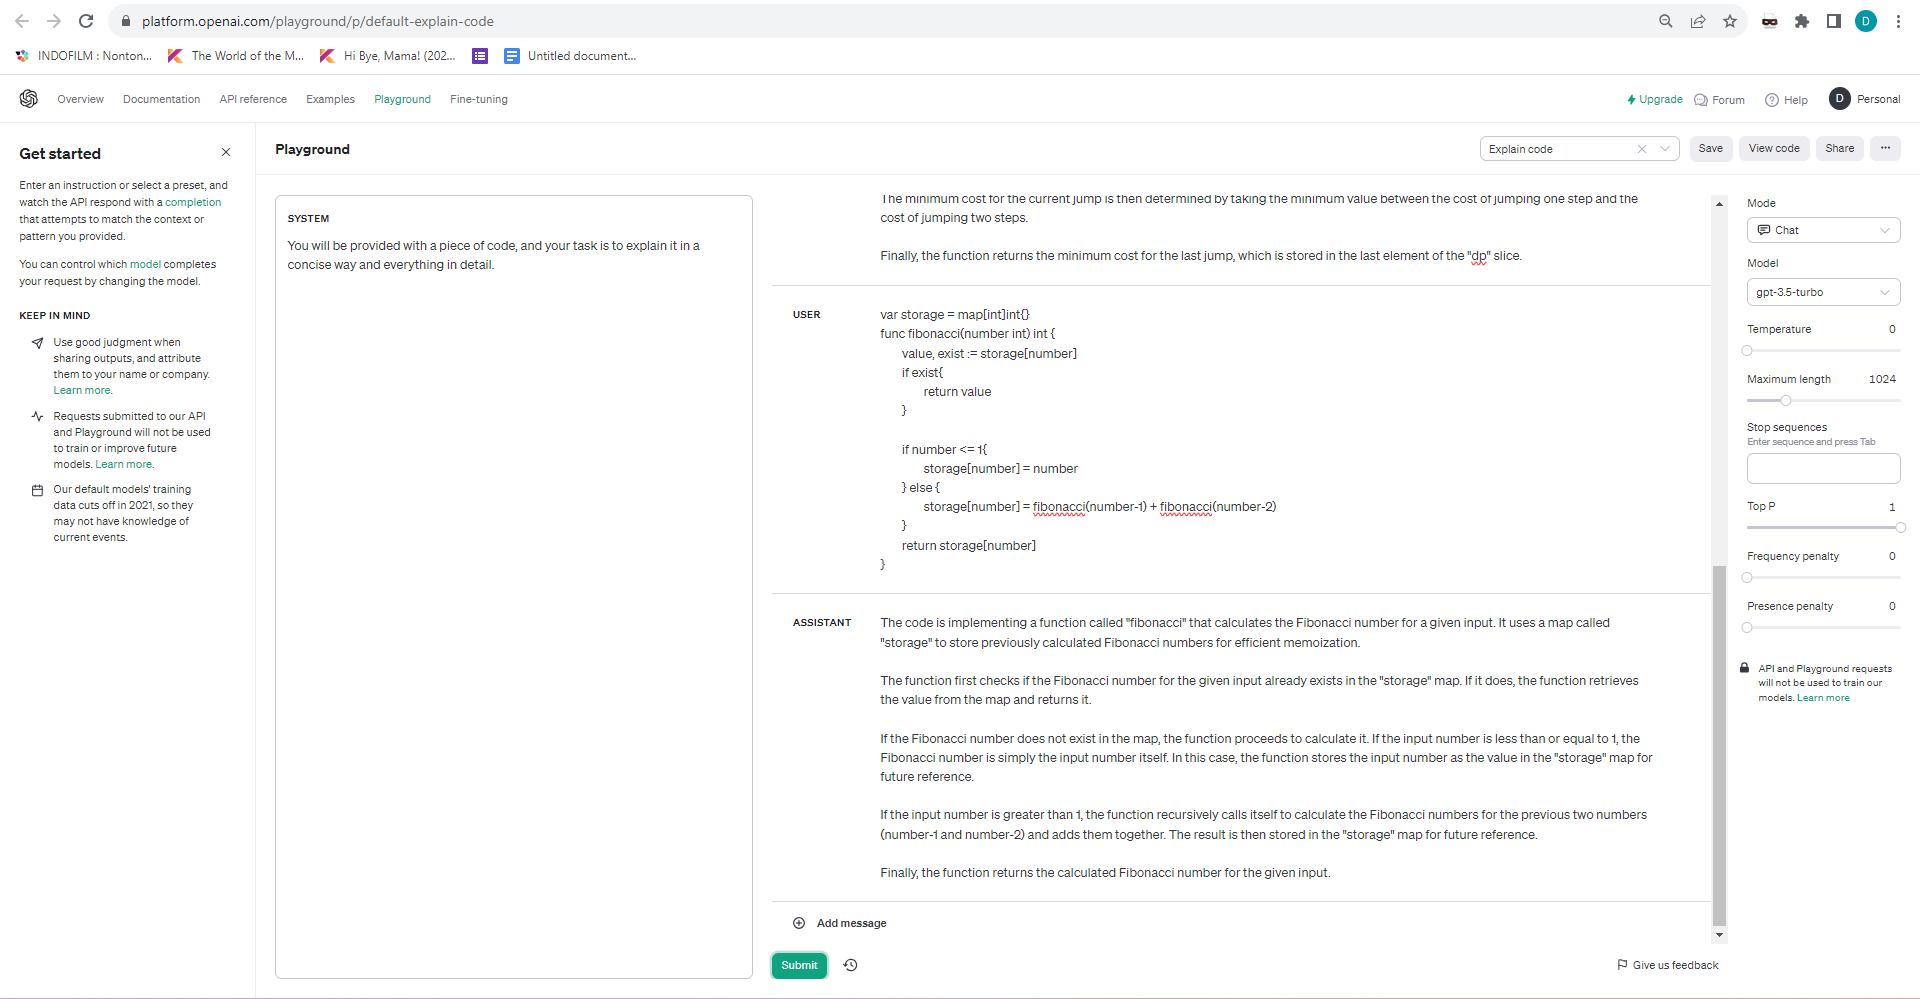 platform.openai.com/playground/p/default-explain-code
D
INDOFILM : Nonton...
The World of the M...
Hi Bye, Mama! (202...
Untitled document...
Overview
Documentation
API reference
Examples
Playground
Fine-tuning
Upgrade
Forum
Help
D
Personal
Get started
Enter an instruction or select a preset, and
watch the API respond with a completion
that attempts to match the context or
pattern you provided.
You can control which model completes
your request by changing the model.
KEEP IN MIND
Use good judgment when
sharing outputs, and attribute
them to your name or company.
Learn more.
Requests submitted to our API
and Playground will not be used
to train or improve future
models. Learn more.
Our default models' training
data cuts off in 2021, so they
may not have knowledge of
current events.
Playground
Explain code
Save
View code
Share
...
SYSTEM
You will be provided with a piece of code, and your task is to explain it in a
concise way and everything in detail.
The minimum cost for the current jump is then determined by taking the minimum value between the cost of jumping one step and the
cost of jumping two steps.
Finally, the function returns the minimum cost for the last jump, which is stored in the last element of the "dp" slice.
USER
var storage = map[int]int{}
func fibonacci(number int) int {
value, exist := storage[number]
if exist{
return value
}
if number <= 1{
storage[number] = number
} else {
storage[number] = fibonacci(number-1) + fibonacci(number-2)
}
return storage[number]
}
ASSISTANT
The code is implementing a function called "fibonacci" that calculates the Fibonacci number for a given input. It uses a map called
"storage" to store previously calculated Fibonacci numbers for efficient memoization.
The function first checks if the Fibonacci number for the given input already exists in the "storage" map. If it does, the function retrieves
the value from the map and returns it.
If the Fibonacci number does not exist in the map, the function proceeds to calculate it. If the input number is less than or equal to 1, the
Fibonacci number is simply the input number itself. In this case, the function stores the input number as the value in the "storage" map for
future reference.
If the input number is greater than 1, the function recursively calls itself to calculate the Fibonacci numbers for the previous two numbers
(number-1 and number-2) and adds them together. The result is then stored in the "storage" map for future reference.
Finally, the function returns the calculated Fibonacci number for the given input.
Add message
Submit
Give us feedback
Mode
Chat
Model
gpt-3.5-turbo
Temperature 0
Maximum length 1024
Stop sequences
Enter sequence and press Tab
Top P 1
Frequency penalty 0
Presence penalty 0
API and Playground requests
will not be used to train our
models. Learn more